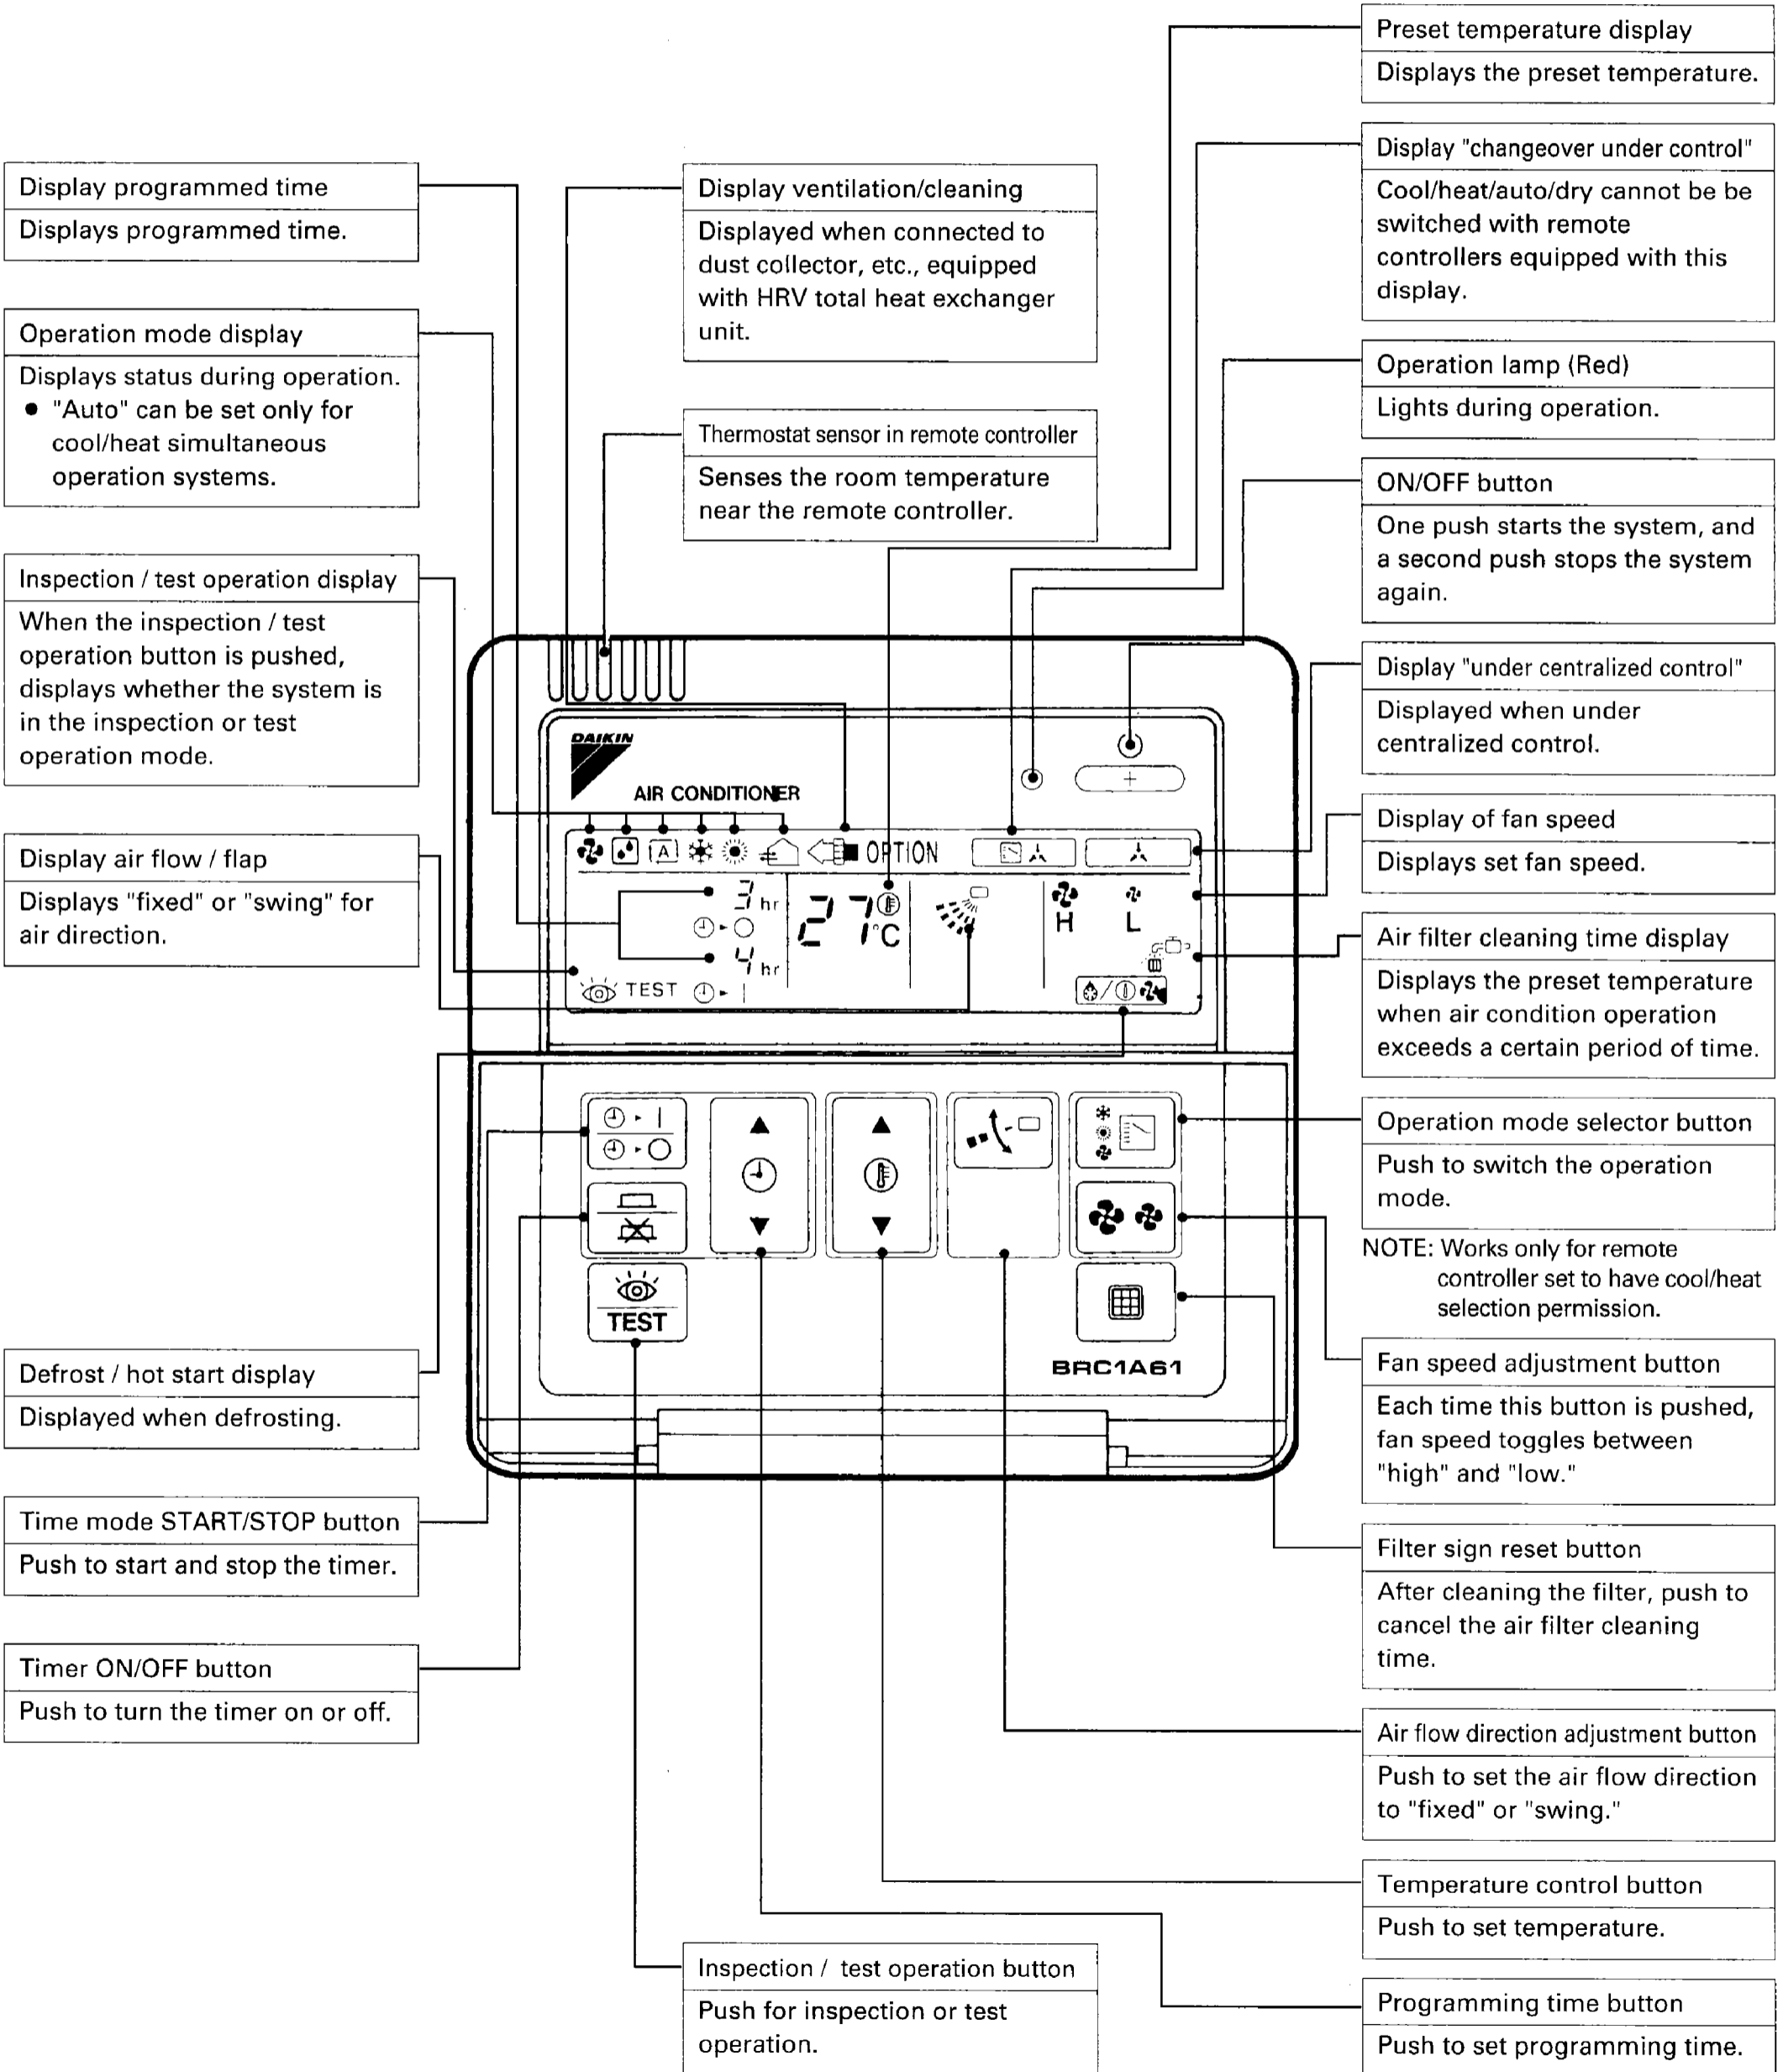 Preset temperature display
Displays the preset temperature.
Display "changeover under control"
Cool/heat/auto/dry cannot be be
switched with remote
controllers equipped with this
display.
Display programmed time
Displays programmed time.
Display ventilation/cleaning
Displayed when connected to
dust collector, etc., equipped
with HRV total heat exchanger
unit.
Operation mode display
Displays status during operation.
● "Auto" can be set only for
cool/heat simultaneous
operation systems.
Operation lamp (Red)
Lights during operation.
Thermostat sensor in remote controller
Senses the room temperature
near the remote controller.
ON/OFF button
One push starts the system, and
a second push stops the system
again.
Inspection / test operation display
When the inspection / test
operation button is pushed,
displays whether the system is
in the inspection or test
operation mode.
Display "under centralized control"
Displayed when under
centralized control.
Display air flow / flap
Displays "fixed" or "swing" for
air direction.
Display of fan speed
Displays set fan speed.
Air filter cleaning time display
Displays the preset temperature
when air condition operation
exceeds a certain period of time.
DAIKIN
AIR CONDITIONER
A
OPTION
3 hr
27 °C
H L
4 hr
TEST
TEST
BRC1A61
Operation mode selector button
Push to switch the operation
mode.
NOTE: Works only for remote
controller set to have cool/heat
selection permission.
Defrost / hot start display
Displayed when defrosting.
Fan speed adjustment button
Each time this button is pushed,
fan speed toggles between
"high" and "low."
Time mode START/STOP button
Push to start and stop the timer.
Filter sign reset button
After cleaning the filter, push to
cancel the air filter cleaning
time.
Timer ON/OFF button
Push to turn the timer on or off.
Air flow direction adjustment button
Push to set the air flow direction
to "fixed" or "swing."
Temperature control button
Push to set temperature.
Inspection / test operation button
Push for inspection or test
operation.
Programming time button
Push to set programming time.